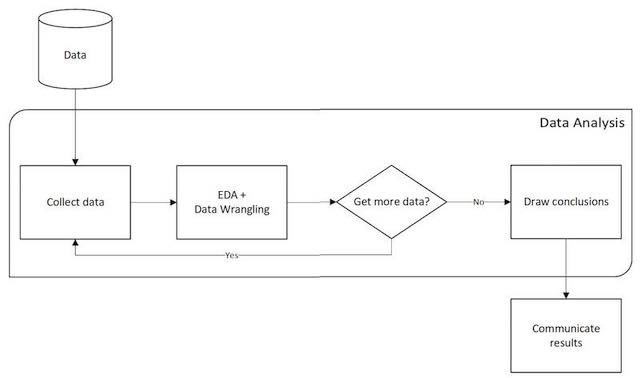 Data
Data Analysis
Collect data
EDA +
Data Wrangling
Get more data?
No
Draw conclusions
Yes
Communicate
results